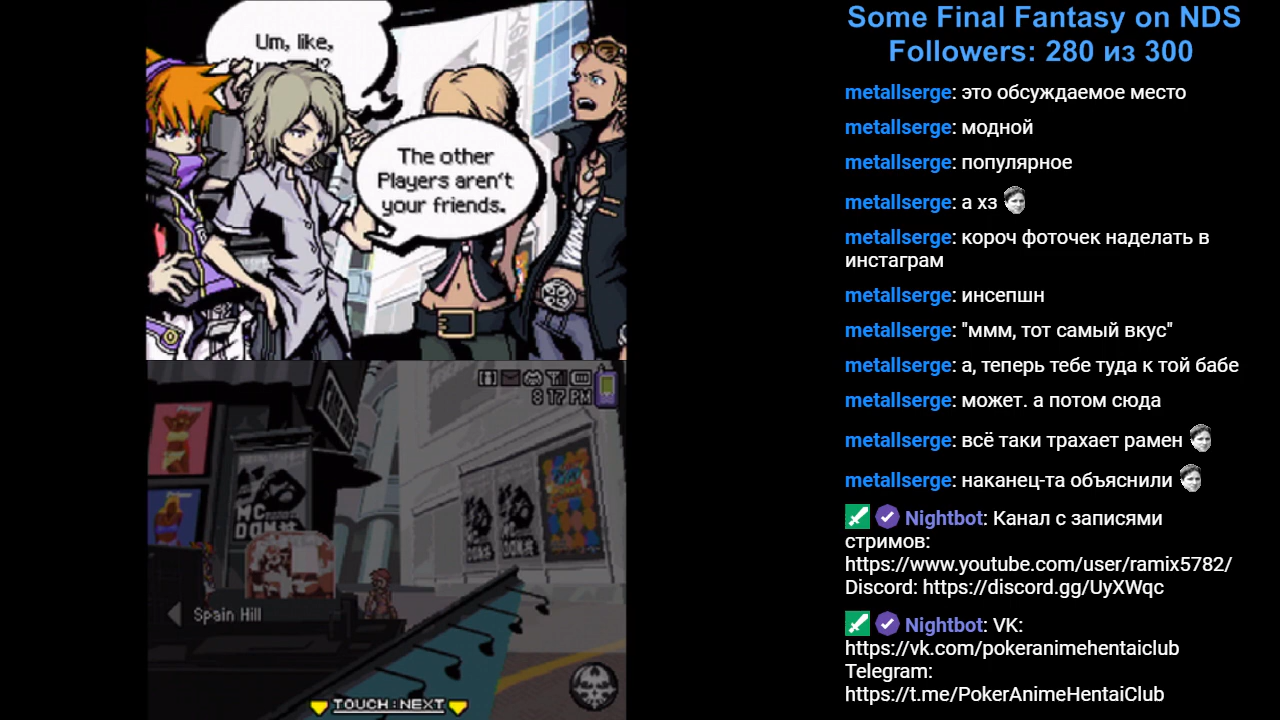 Um, like,
The other
Players aren't
your friends.
8 17 PM
MC
DON
Spain Hill
TOUCH:NEXT
Some Final Fantasy on NDS
Followers: 280 из 300
metallserge: это обсуждаемое место
metallserge: модной
metallserge: популярное
metallserge: а хз
metallserge: короч фоточек наделать в
инстаграм
metallserge: инсепшн
metallserge: "ммм, тот самый вкус"
metallserge: а, теперь тебе туда к той бабе
metallserge: может. а потом сюда
metallserge: всё таки трахает рамен
metallserge: наканец-та объяснили
Nightbot: Канал с записями
стримов:
https://www.youtube.com/user/ramix5782/
Discord: https://discord.gg/UyXWqc
Nightbot: VK:
https://vk.com/pokeranimehentaiclub
Telegram:
https://t.me/PokerAnimeHentaiClub